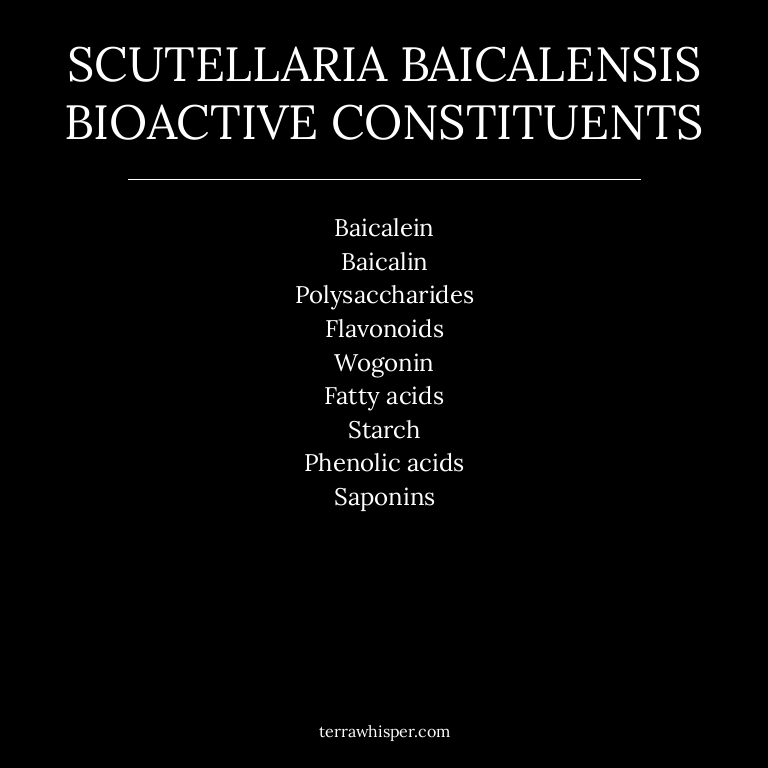 SCUTELLARIA BAICALENSIS
BIOACTIVE CONSTITUENTS
Baicalein
Baicalin
Polysaccharides
Flavonoids
Wogonin
Fatty acids
Starch
Phenolic acids
Saponins
terrawhisper.com